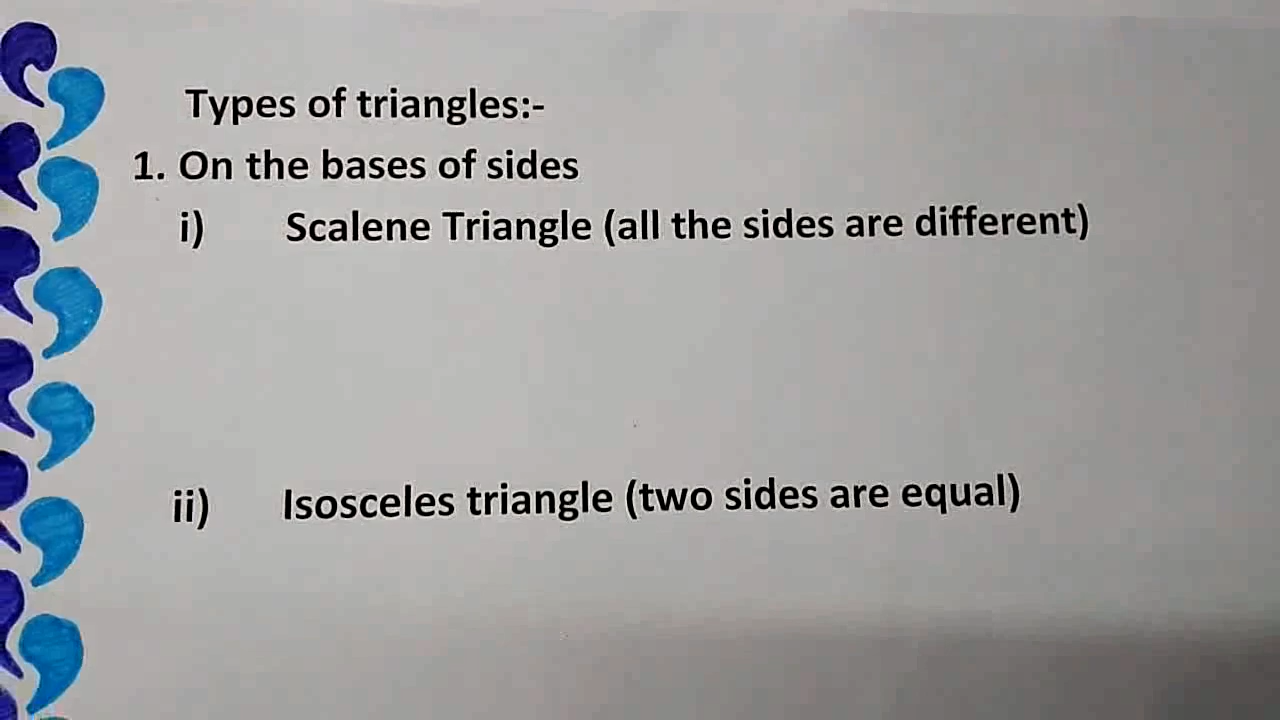 Types of triangles:-
1. On the bases of sides
i) Scalene Triangle (all the sides are different)
ii) Isosceles triangle (two sides are equal)